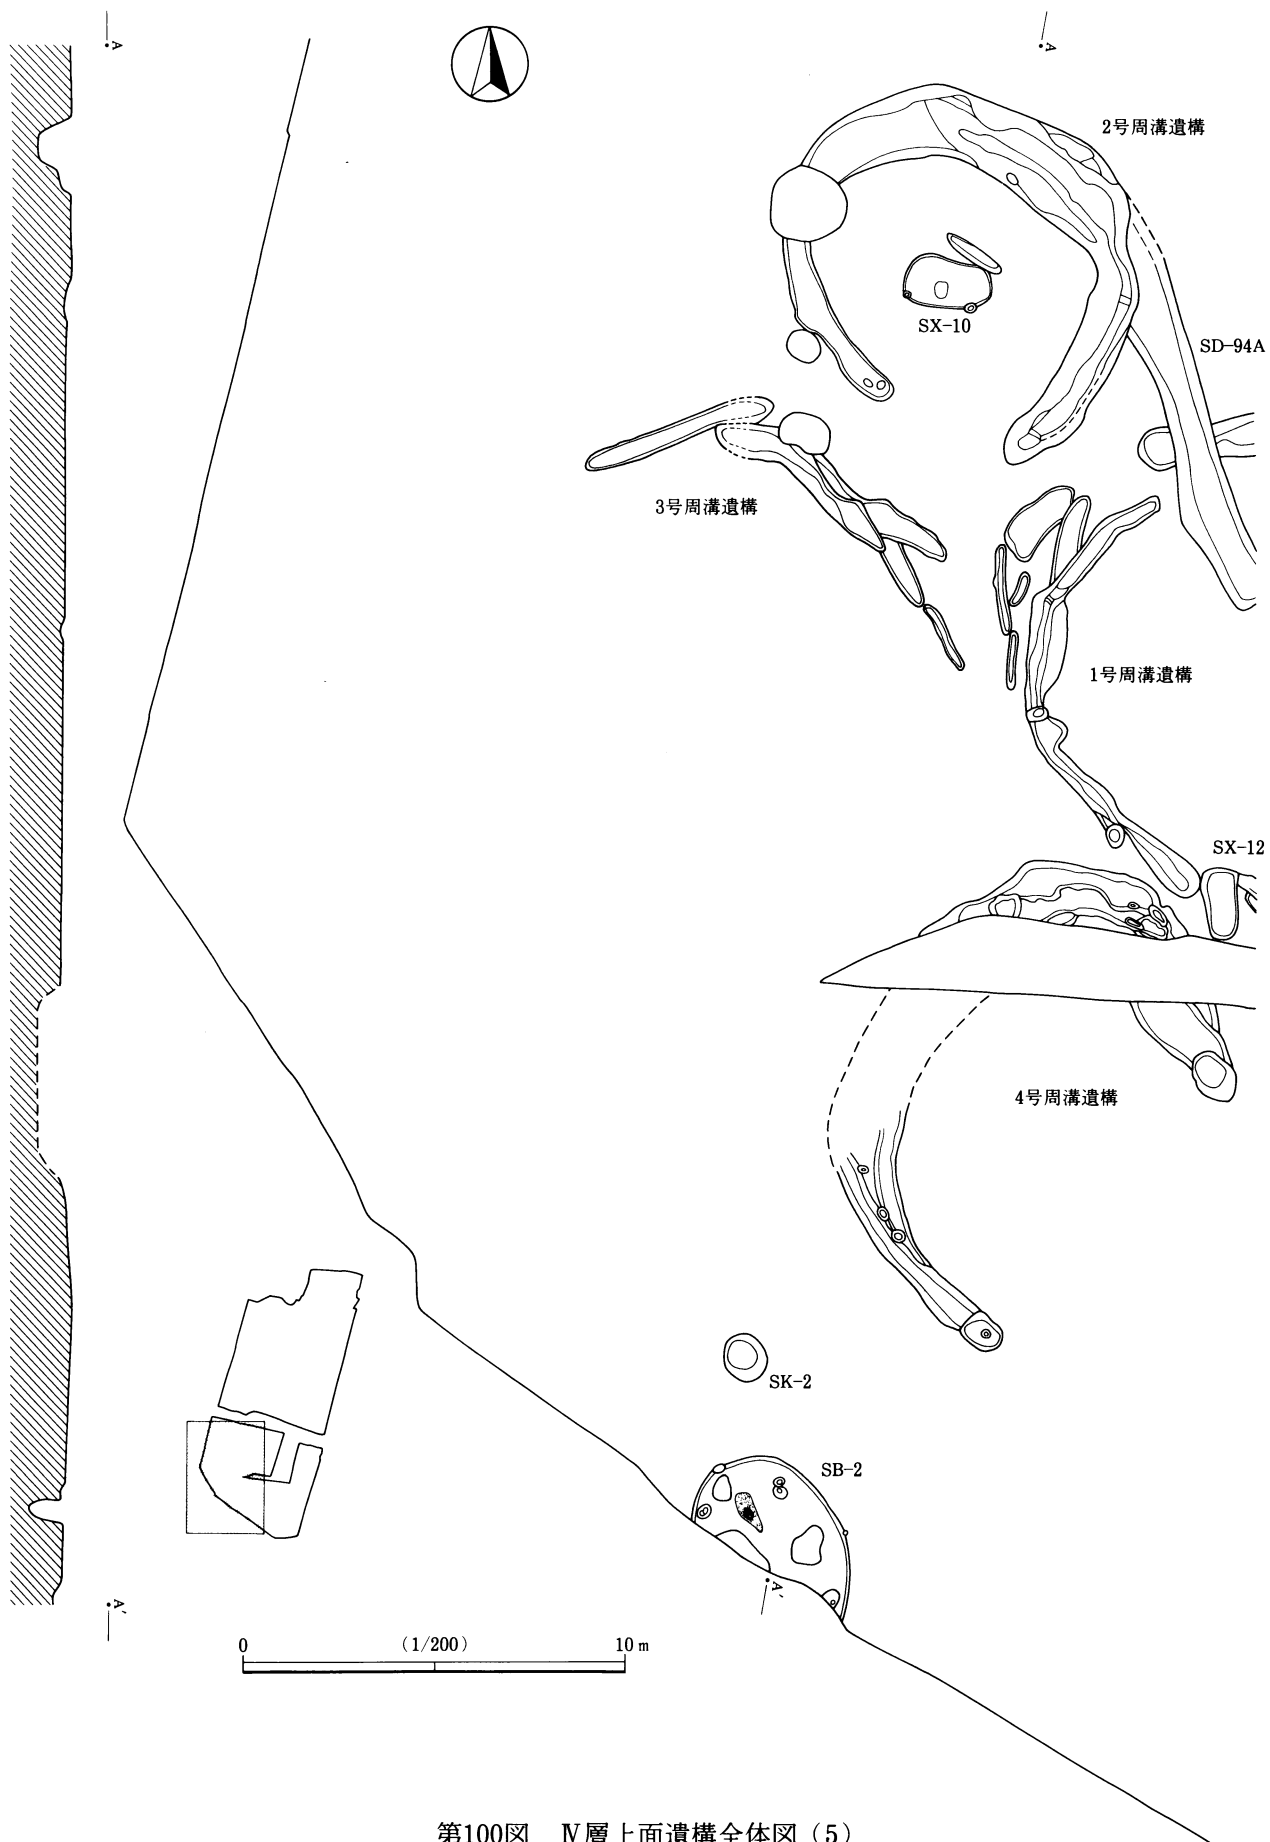 A
A
2号周溝遺構
SX-10
SD-94A
3号周溝遺構
1号周溝遺構
SX-12
4号周溝遺構
SK-2
SB-2
A'
A'
0 (1/200) 10 m
第100図 Ⅳ層上面遺構全体図(5)